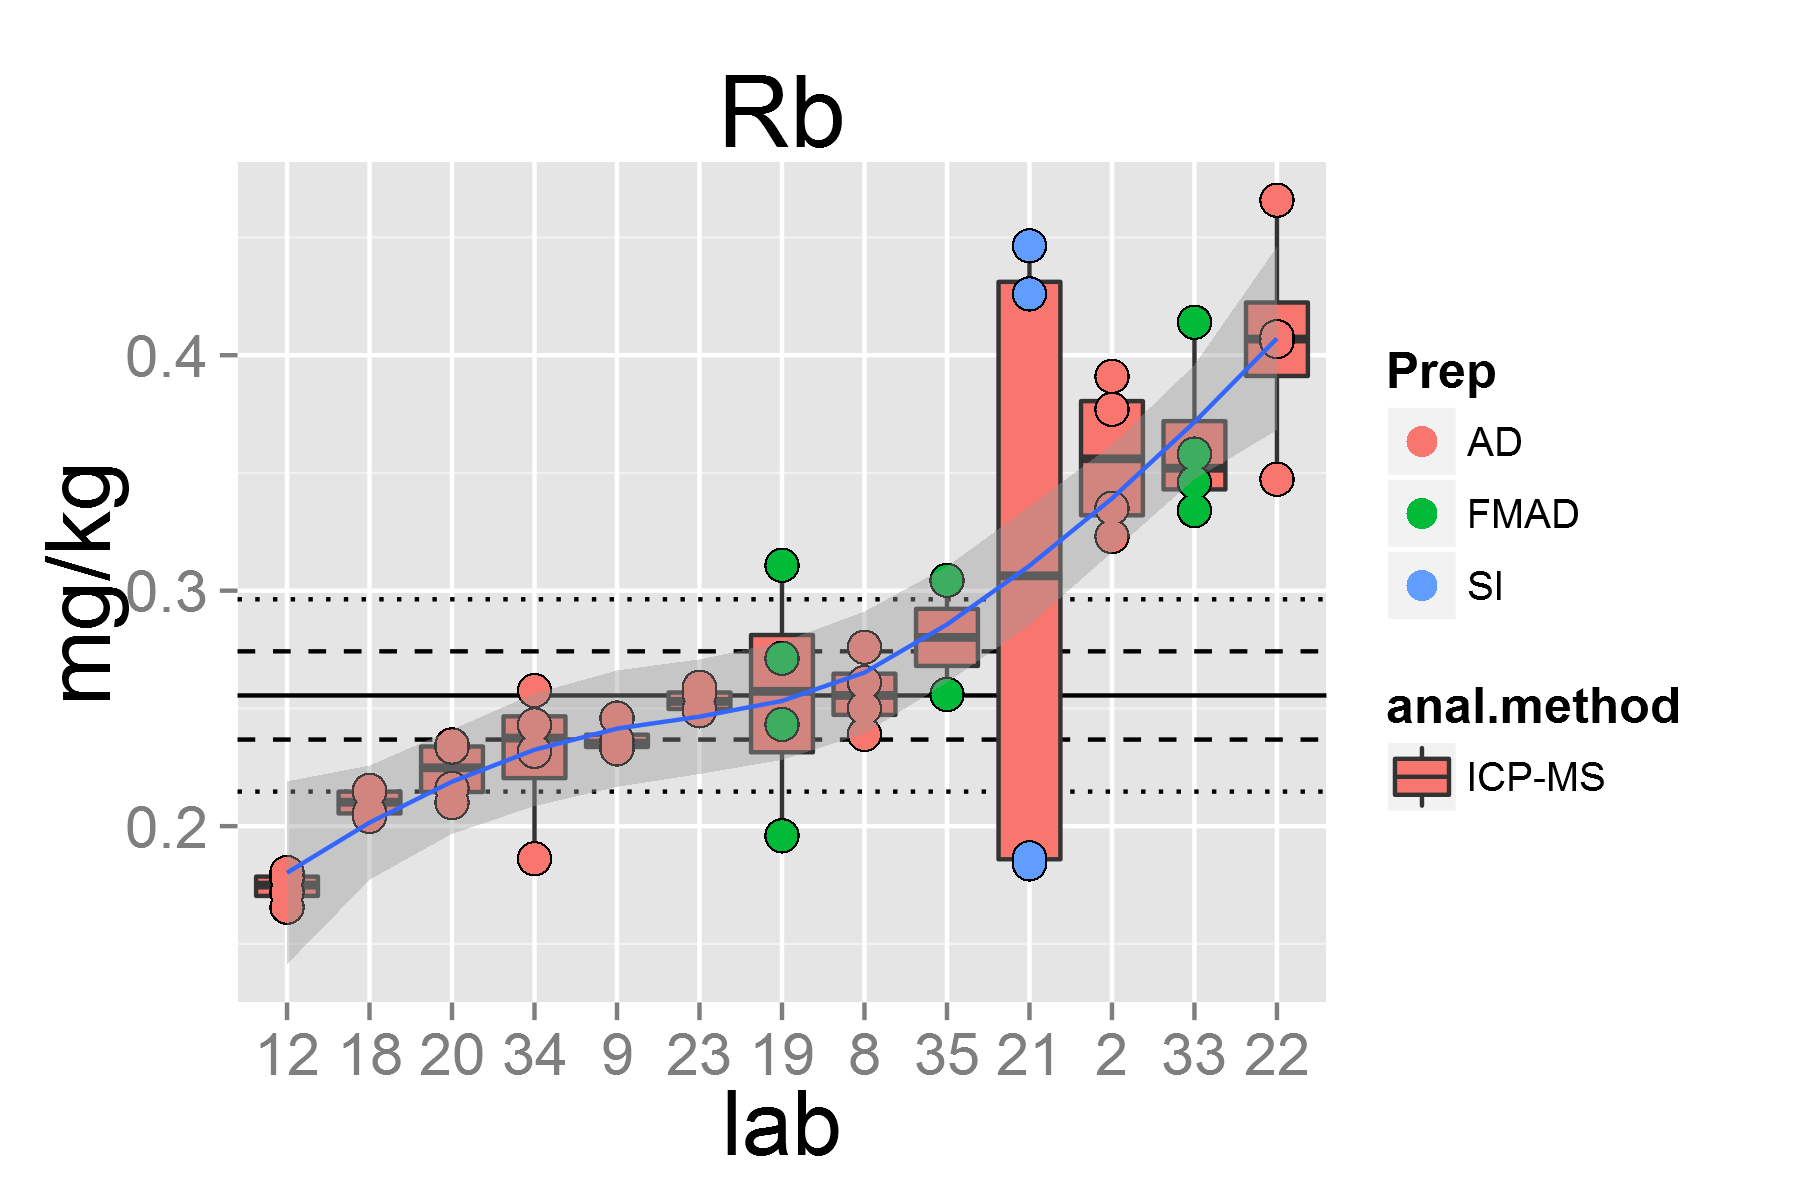 Rb
mg/kg
0.4
0.3
0.2
12 18 20 34 9 23 19 8 35 21 2 33 22
lab
Prep
AD
FMAD
SI
anal.method
ICP-MS